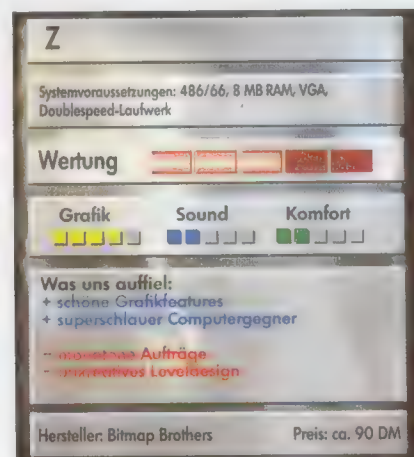 Z
Systemvoraussetzungen: 486/66, 8 MB RAM, VGA,
Doublespeed-Laufwerk
Wertung
Grafik Sound Komfort
Was uns auffiel:
+ schöne Grafikfeatures
+ superschlauer Computergegner
- Aufträge
- Leveldesign
Hersteller: Bitmap Brothers Preis: ca. 90 DM